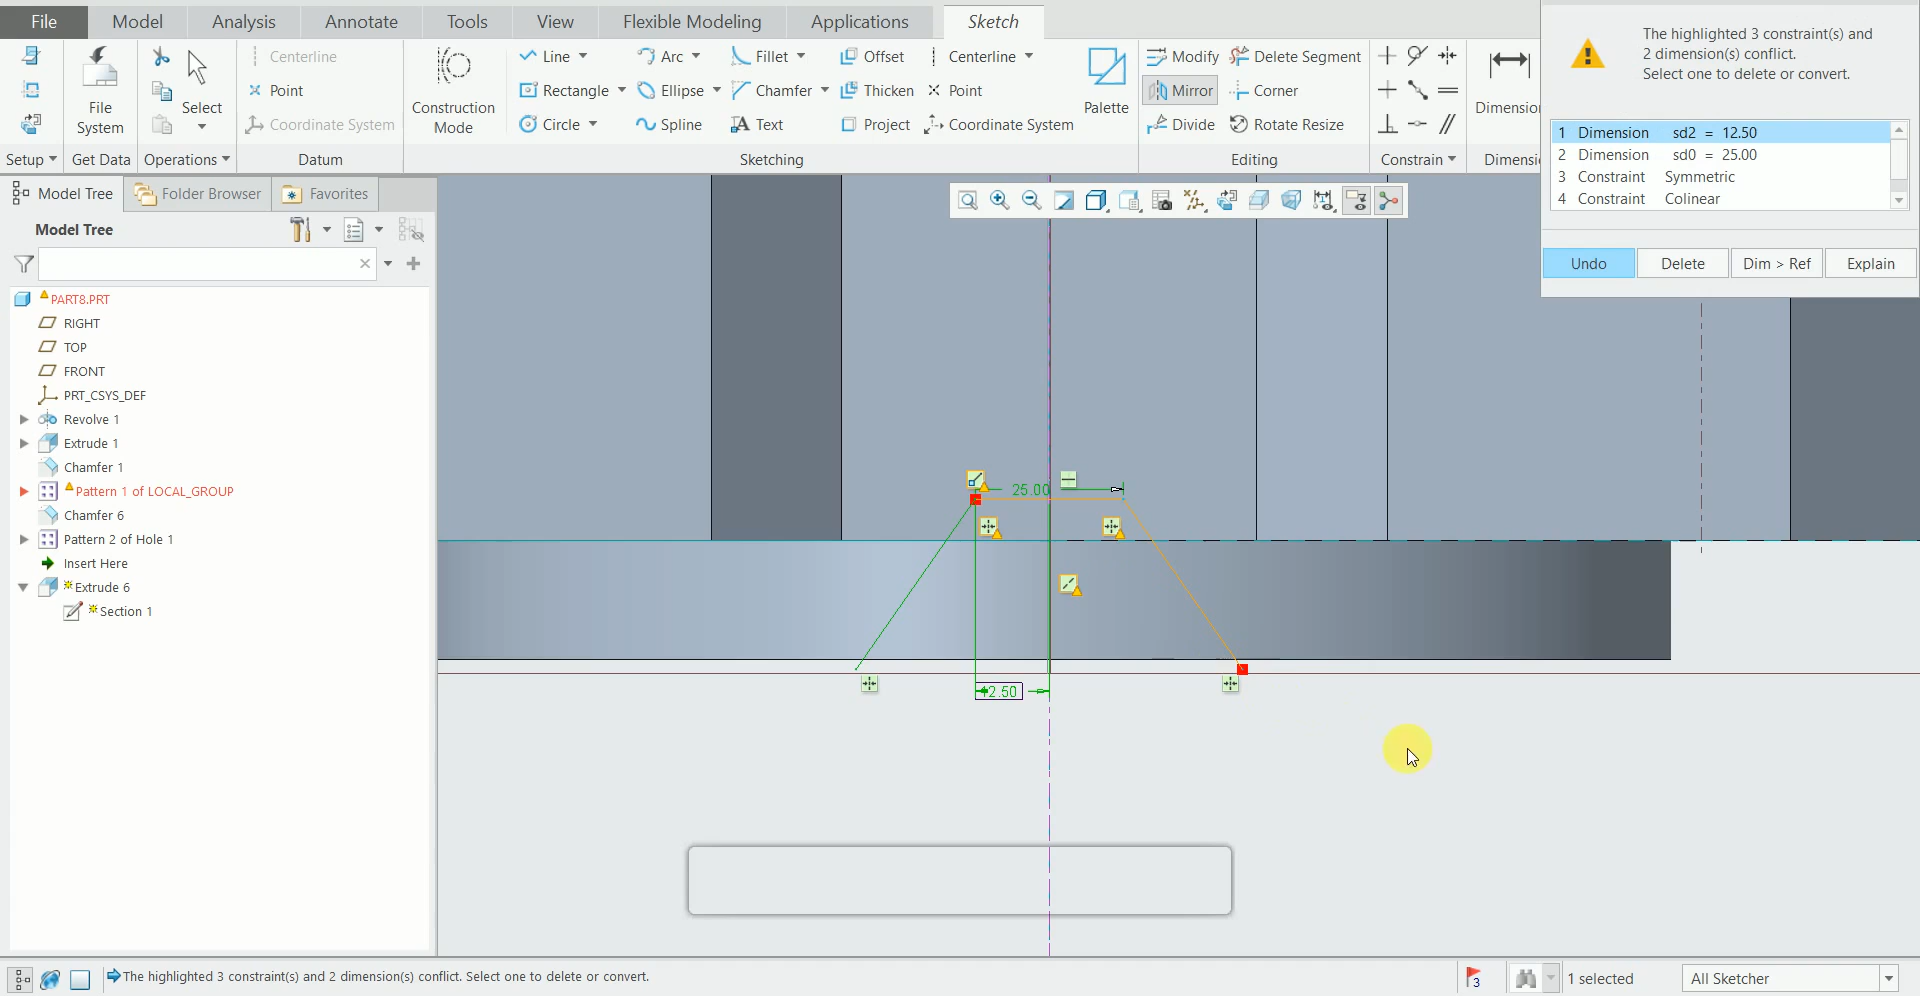 File Model Analysis Annotate Tools View Flexible Modeling Applications Sketch
Centerline
Point
Coordinate System
File System
Select
Construction Mode
Line Arc Fillet Offset Centerline
Rectangle Ellipse Chamfer Thicken Point
Circle Spline Text Project Coordinate System
Palette
Modify Delete Segment
Mirror Corner
Divide Rotate Resize
Dimension
Setup Get Data Operations Datum Sketching Editing Constrain Dimensi
The highlighted 3 constraint(s) and
2 dimension(s) conflict.
Select one to delete or convert.
1 Dimension sd2 = 12.50
2 Dimension sd0 = 25.00
3 Constraint Symmetric
4 Constraint Colinear
Undo Delete Dim > Ref Explain
Model Tree Folder Browser Favorites
Model Tree
PART8.PRT
RIGHT
TOP
FRONT
PRT_CSYS_DEF
Revolve 1
Extrude 1
Chamfer 1
Pattern 1 of LOCAL_GROUP
Chamfer 6
Pattern 2 of Hole 1
Insert Here
Extrude 6
Section 1
25.00
12.50
The highlighted 3 constraint(s) and 2 dimension(s) conflict. Select one to delete or convert.
3
1 selected
All Sketcher